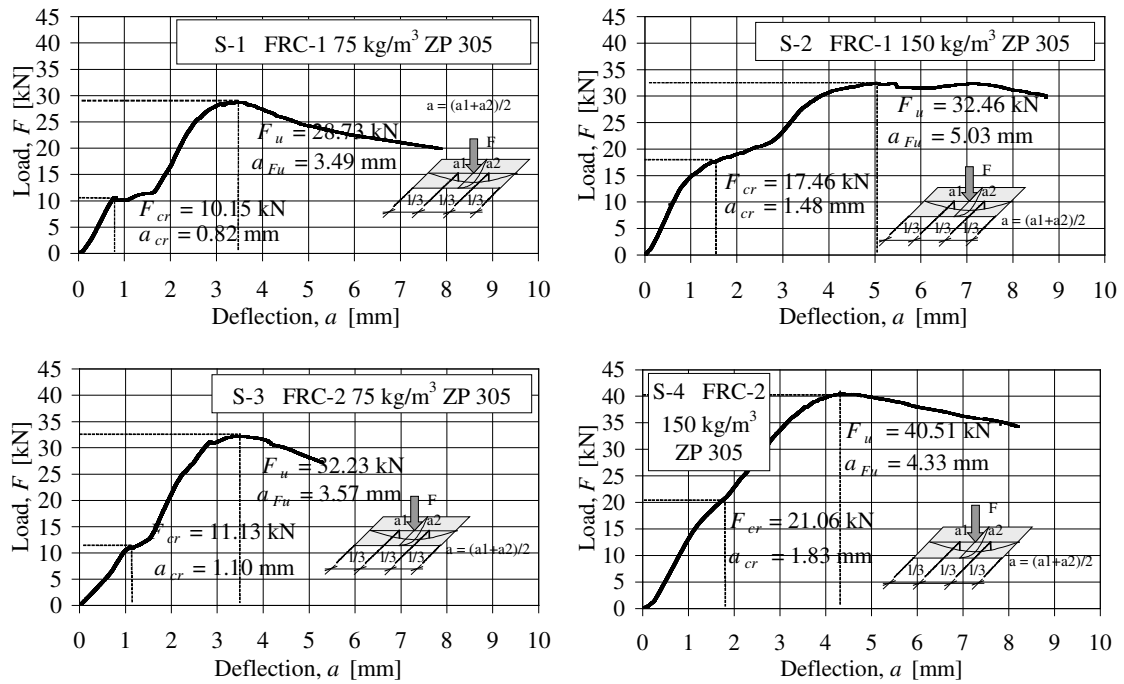 S-1 FRC-1 75 kg/m³ ZP 305
Load, F [kN]
45
40
35
30
25
20
15
10
5
0
a = (a1+a2)/2
F u = 28.73 kN
a Fu = 3.49 mm
F
a1 a2
l/3 l/3 l/3
F cr = 10.15 kN
a cr = 0.82 mm
0 1 2 3 4 5 6 7 8 9 10
Deflection, a [mm]
S-2 FRC-1 150 kg/m³ ZP 305
Load, F [kN]
45
40
35
30
25
20
15
10
5
0
F u = 32.46 kN
a Fu = 5.03 mm
F
a1 a2
l/3 l/3 l/3
a = (a1+a2)/2
F cr = 17.46 kN
a cr = 1.48 mm
0 1 2 3 4 5 6 7 8 9 10
Deflection, a [mm]
S-3 FRC-2 75 kg/m³ ZP 305
Load, F [kN]
45
40
35
30
25
20
15
10
5
0
F u = 32.23 kN
a Fu = 3.57 mm
F
a1 a2
l/3 l/3 l/3
a = (a1+a2)/2
F cr = 11.13 kN
a cr = 1.10 mm
0 1 2 3 4 5 6 7 8 9 10
Deflection, a [mm]
S-4 FRC-2
150 kg/m³
ZP 305
Load, F [kN]
45
40
35
30
25
20
15
10
5
0
F u = 40.51 kN
a Fu = 4.33 mm
F cr = 21.06 kN
a cr = 1.83 mm
F
a1 a2
l/3 l/3 l/3
a = (a1+a2)/2
0 1 2 3 4 5 6 7 8 9 10
Deflection, a [mm]